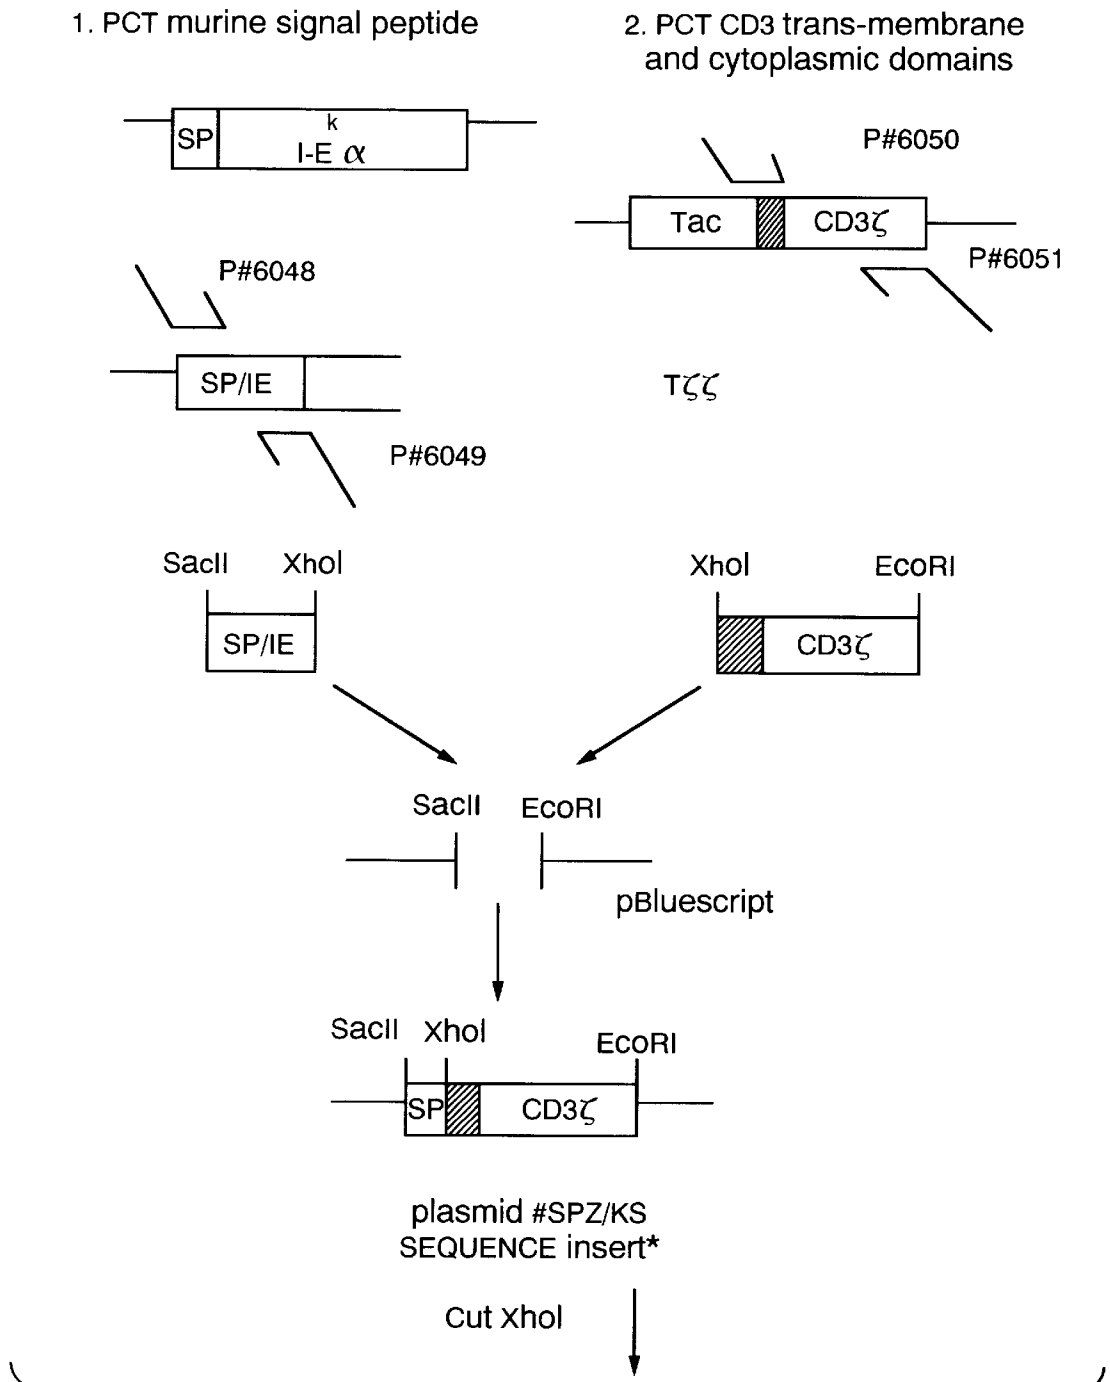 1. PCT murine signal peptide
2. PCT CD3 trans-membrane
and cytoplasmic domains
SP
k
I-E α
P#6050
Tac
CD3ζ
P#6051
P#6048
SP/IE
Tζζ
P#6049
SacII XhoI
SP/IE
XhoI EcoRI
CD3ζ
SacII EcoRI
pBluescript
SacII XhoI EcoRI
SP
CD3ζ
plasmid #SPZ/KS
SEQUENCE insert*
Cut XhoI